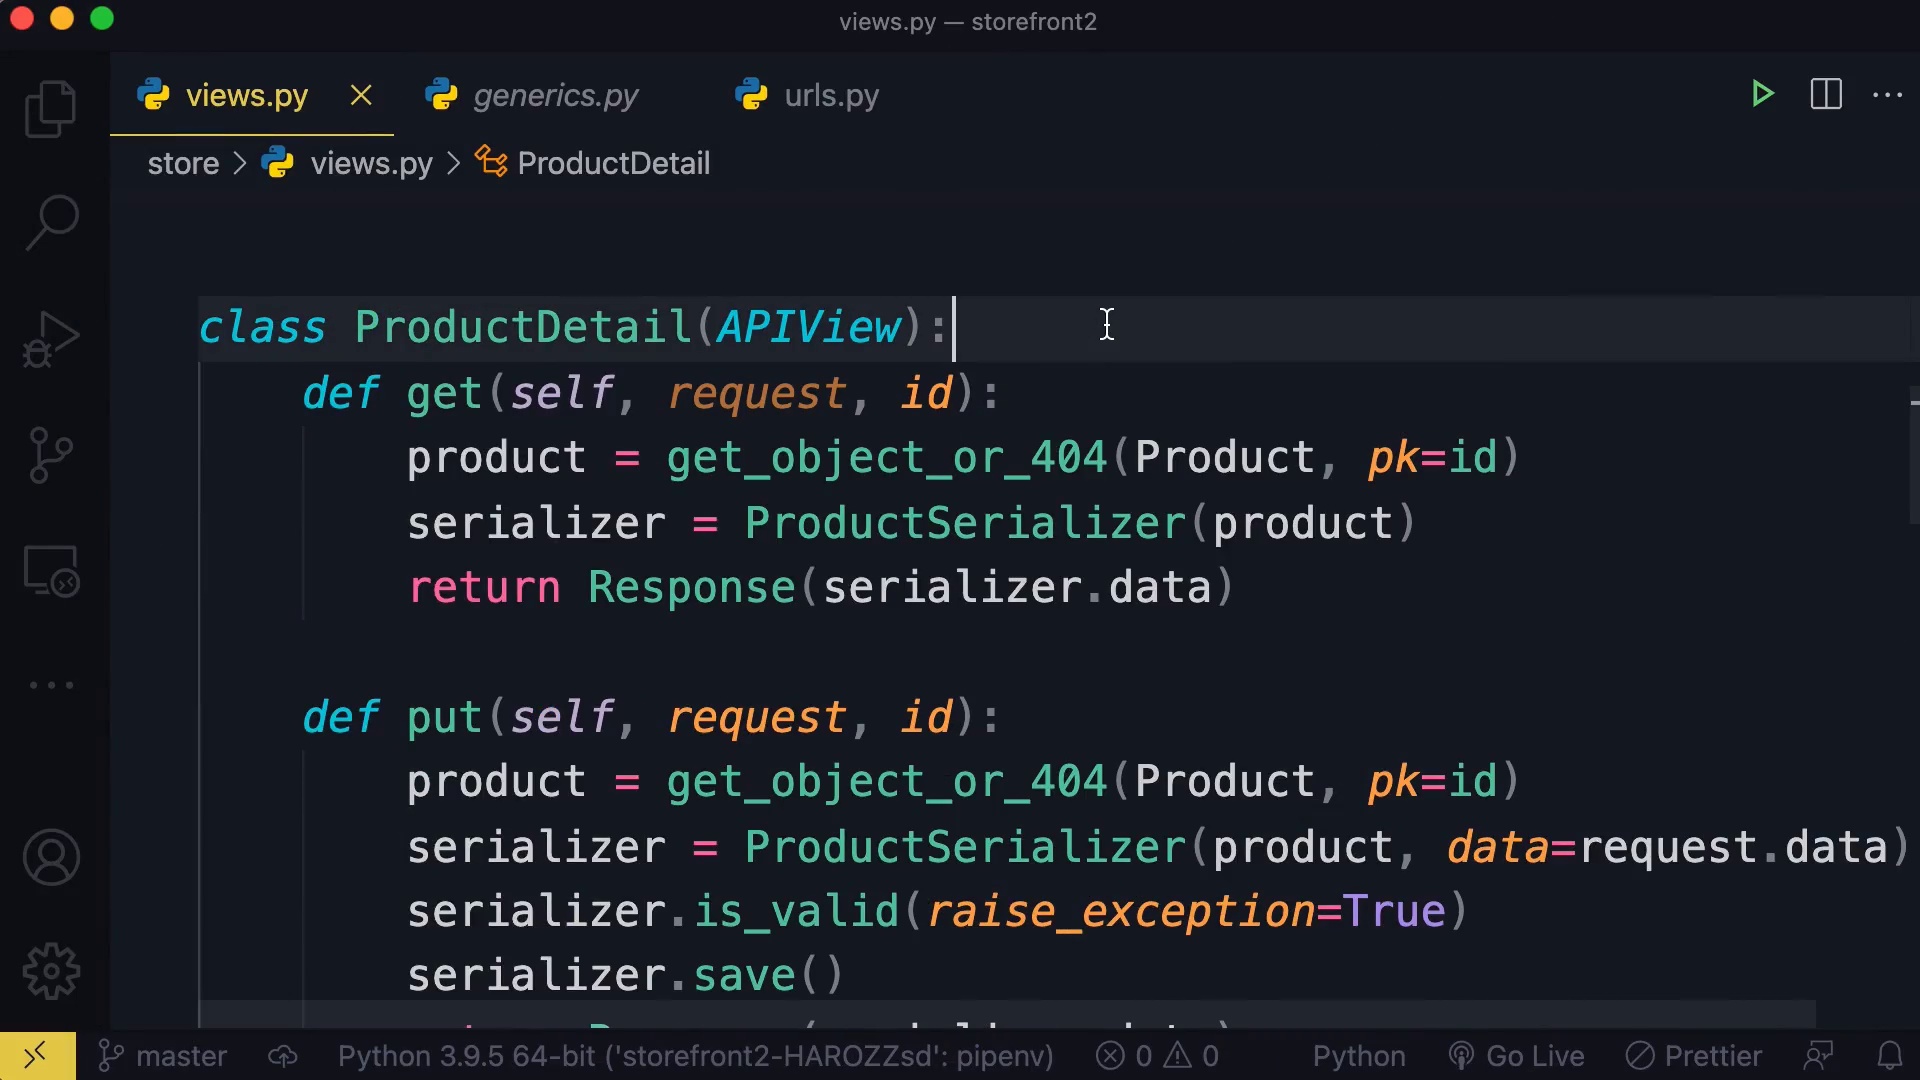 views.py — storefront2
views.py generics.py urls.py
store > views.py > ProductDetail
class ProductDetail(APIView):
def get(self, request, id):
product = get_object_or_404(Product, pk=id)
serializer = ProductSerializer(product)
return Response(serializer.data)
def put(self, request, id):
product = get_object_or_404(Product, pk=id)
serializer = ProductSerializer(product, data=request.data)
serializer.is_valid(raise_exception=True)
serializer.save()
master Python 3.9.5 64-bit ('storefront2-HAROZZsd': pipenv) 0 0 Python Go Live Prettier